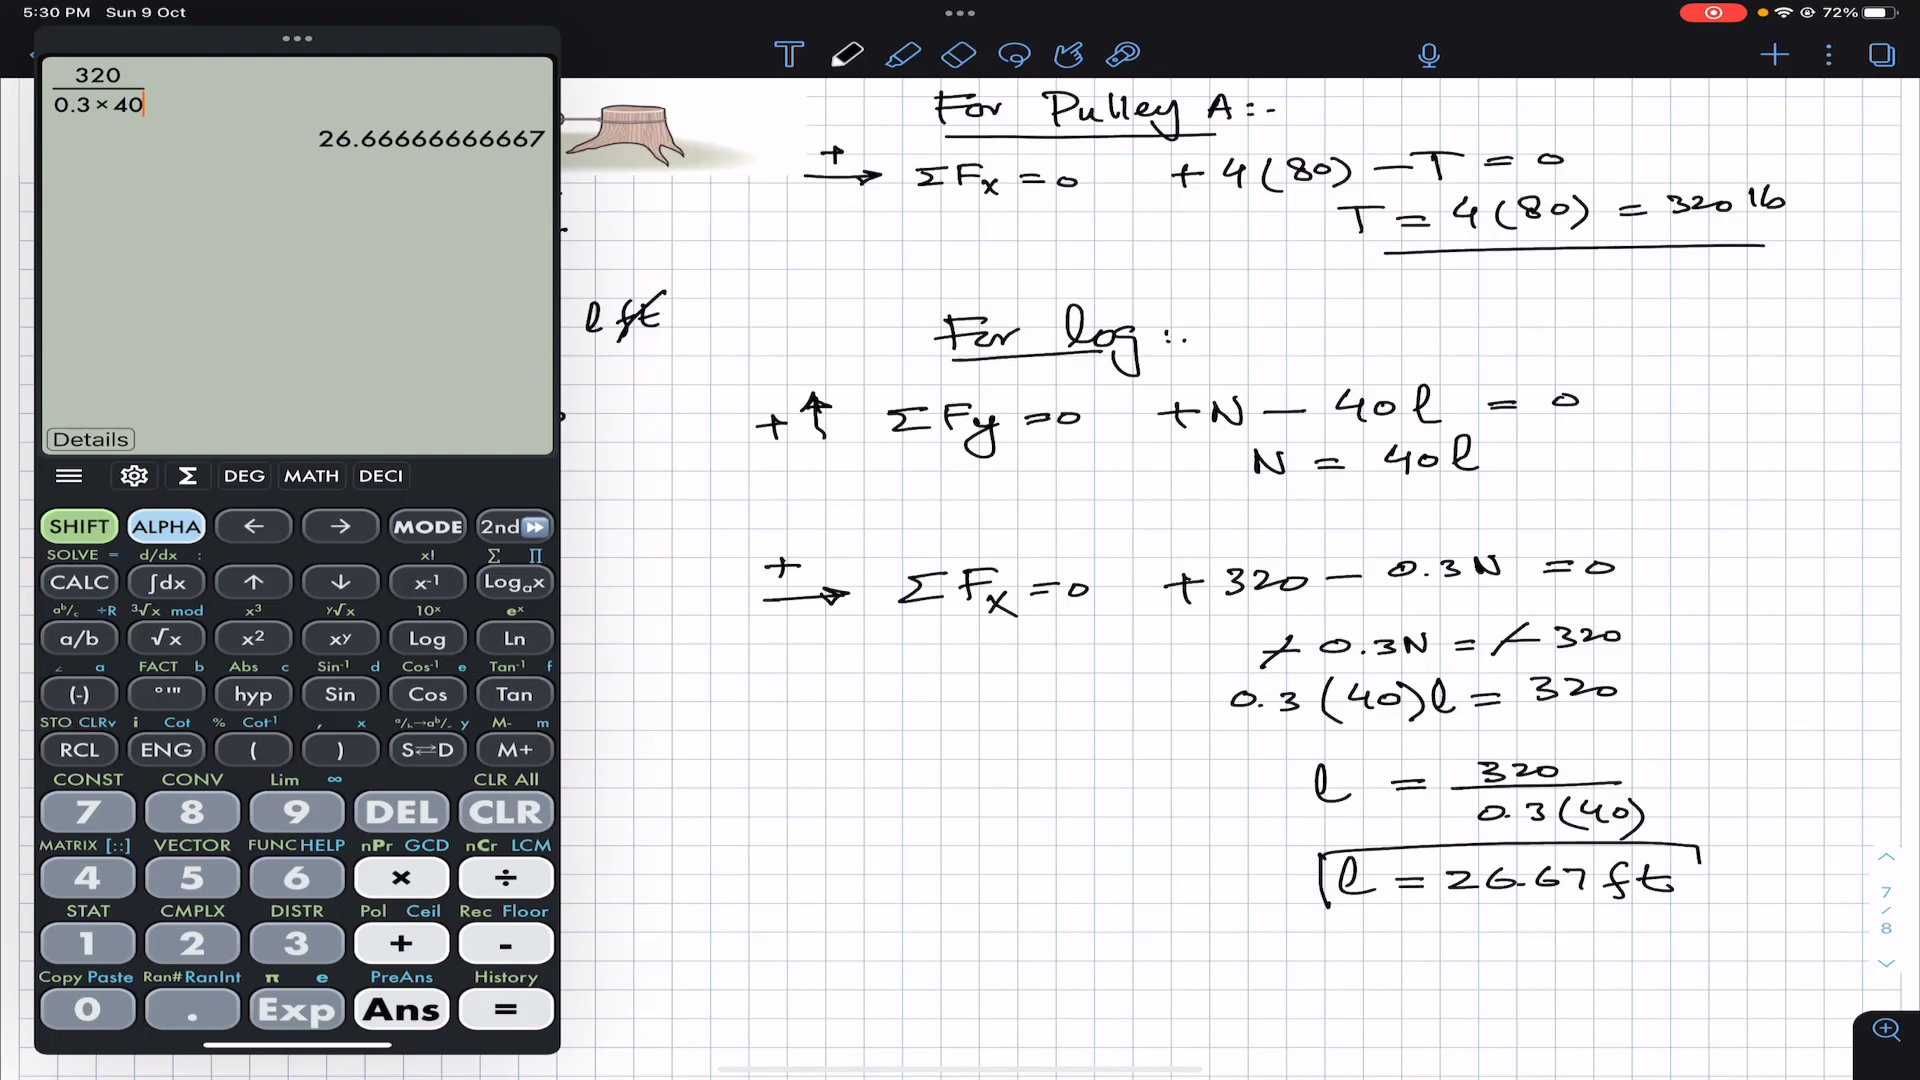 5:30 PM Sun 9 Oct
72%
320
0.3 × 40
26.66666666667
Details
DEG MATH DECI
SHIFT ALPHA ← → MODE 2nd
SOLVE = d/dx : x! Σ Π
CALC ∫dx ↑ ↓ x⁻¹ Logₐx
ab/c ÷R ³√x mod x³ ʸ√x 10ˣ eˣ
a/b √x x² xʸ Log Ln
∠ a FACT b Abs c Sin⁻¹ d Cos⁻¹ e Tan⁻¹ f
(-) °'" hyp Sin Cos Tan
STO CLRv i Cot % Cot⁻¹ , x y M- m
RCL ENG ( ) S⇄D M+
CONST CONV Lim ∞ CLR All
7 8 9 DEL CLR
MATRIX [::] VECTOR FUNC HELP nPr GCD nCr LCM
4 5 6 × ÷
STAT CMPLX DISTR Pol Ceil Rec Floor
1 2 3 + -
Copy Paste Ran# RanInt π e PreAns History
0 . Exp Ans =
For Pulley A:-
+→ ΣFx = 0 + 4(80) - T = 0
T = 4(80) = 320 lb
l ft
For log :.
+↑ ΣFy = 0 + N - 40l = 0
N = 40l
+→ ΣFx = 0 + 320 - 0.3N = 0
- 0.3N = - 320
0.3(40)l = 320
l = 320 / 0.3(40)
l = 26.67 ft
7
/
8